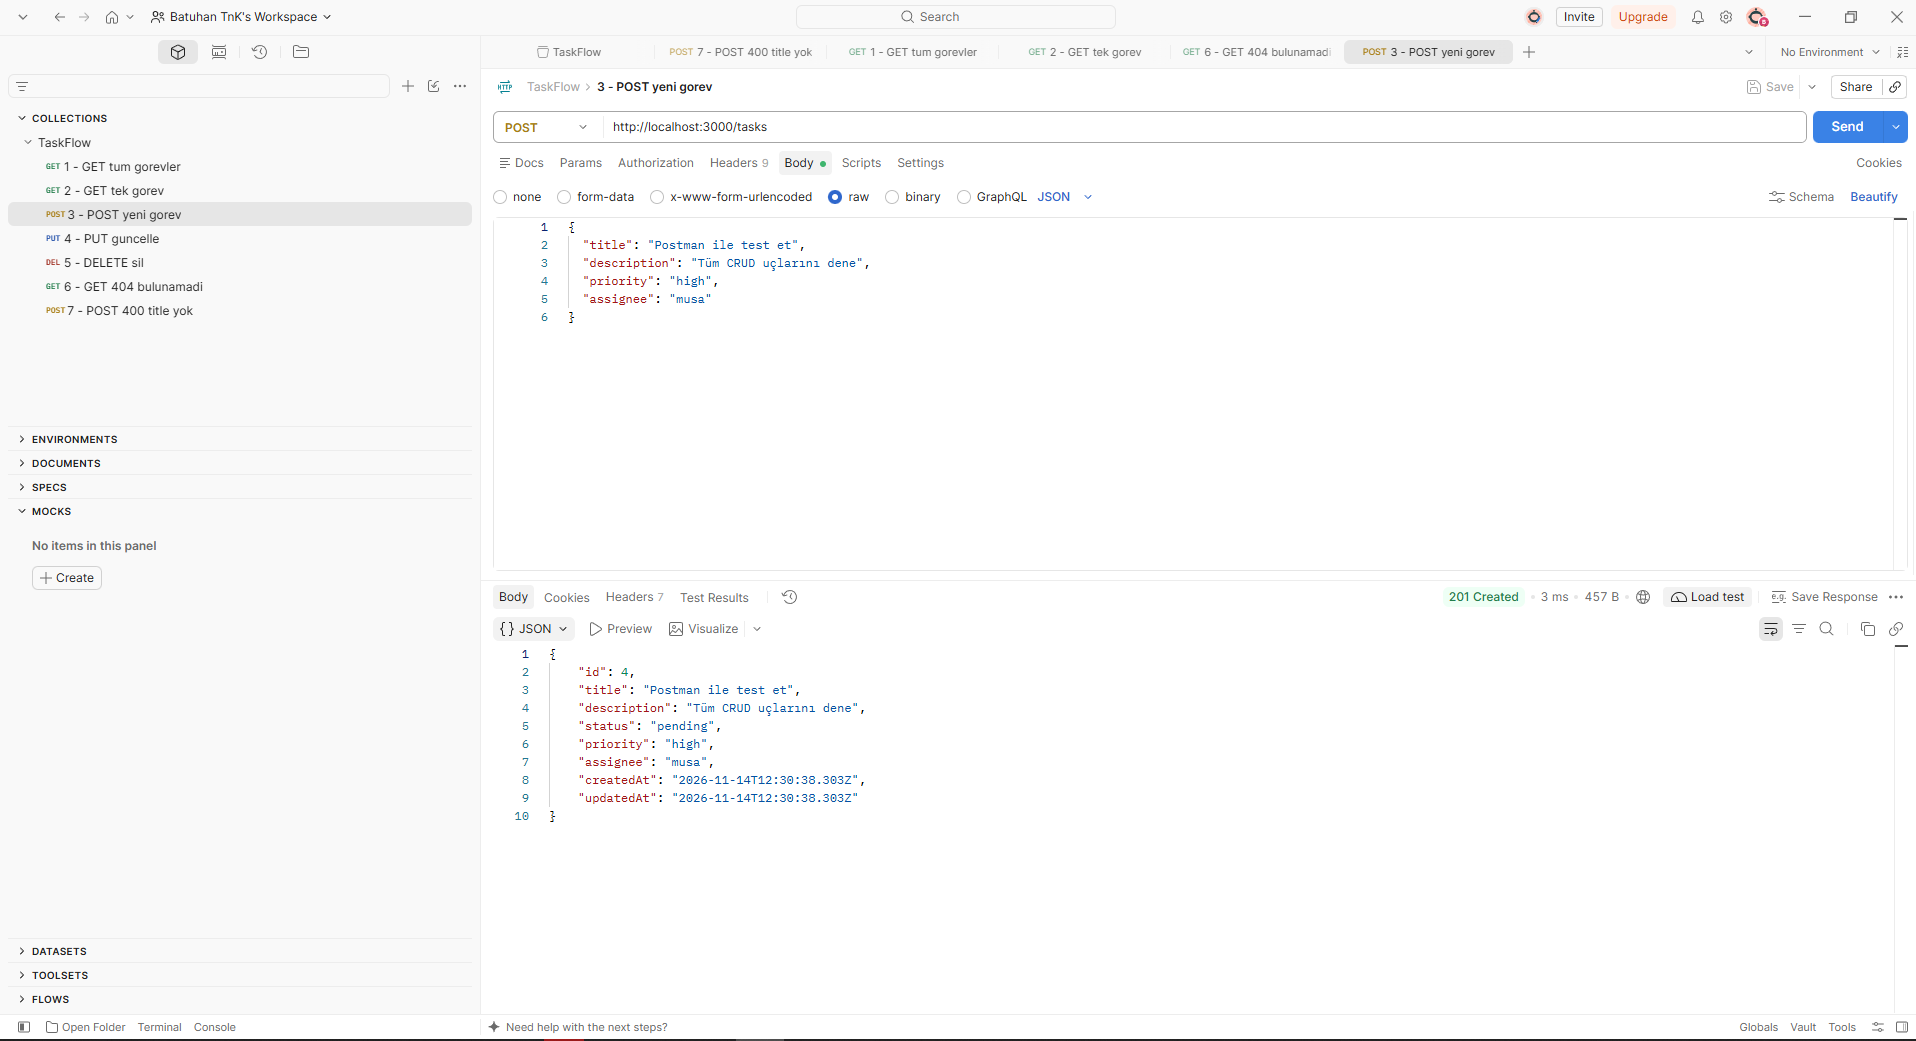 Batuhan TnK's Workspace
Search
Invite
Upgrade
TaskFlow
POST 7 - POST 400 title yok
GET 1 - GET tum gorevler
GET 2 - GET tek gorev
GET 6 - GET 404 bulunamadi
POST 3 - POST yeni gorev
No Environment
COLLECTIONS
TaskFlow
GET 1 - GET tum gorevler
GET 2 - GET tek gorev
POST 3 - POST yeni gorev
PUT 4 - PUT guncelle
DEL 5 - DELETE sil
GET 6 - GET 404 bulunamadi
POST 7 - POST 400 title yok
ENVIRONMENTS
DOCUMENTS
SPECS
MOCKS
No items in this panel
Create
DATASETS
TOOLSETS
FLOWS
HTTP TaskFlow > 3 - POST yeni gorev
Save
Share
POST http://localhost:3000/tasks
Send
Docs Params Authorization Headers 9 Body Scripts Settings
Cookies
none form-data x-www-form-urlencoded raw binary GraphQL JSON
Schema Beautify
1 {
2 "title": "Postman ile test et",
3 "description": "Tüm CRUD uçlarını dene",
4 "priority": "high",
5 "assignee": "musa"
6 }
Body Cookies Headers 7 Test Results
201 Created • 3 ms • 457 B
Load test
e.g. Save Response
{} JSON Preview Visualize
1 {
2 "id": 4,
3 "title": "Postman ile test et",
4 "description": "Tüm CRUD uçlarını dene",
5 "status": "pending",
6 "priority": "high",
7 "assignee": "musa",
8 "createdAt": "2026-11-14T12:30:38.303Z",
9 "updatedAt": "2026-11-14T12:30:38.303Z"
10 }
Open Folder Terminal Console
Need help with the next steps?
Globals Vault Tools